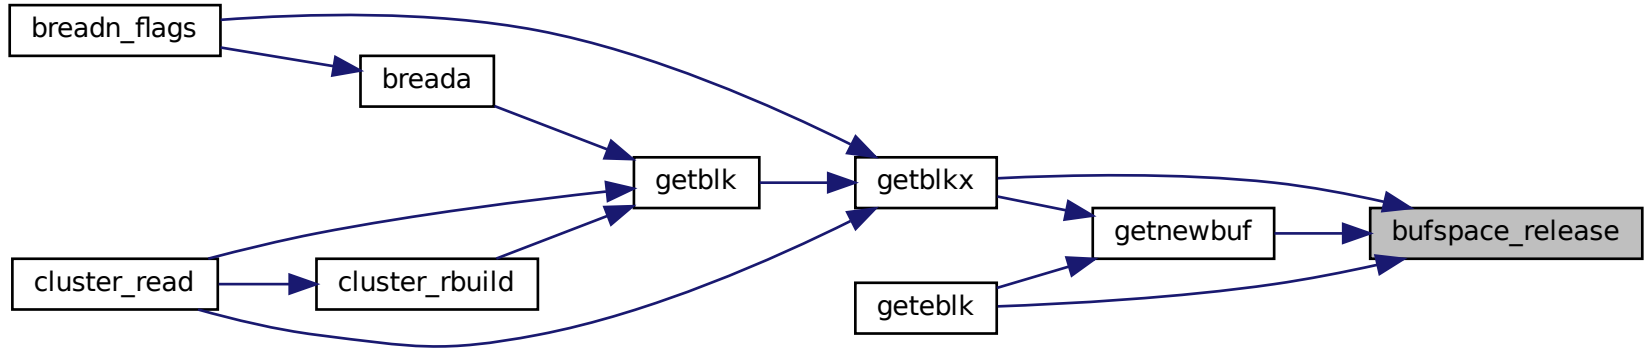 breadn_flags
breada
getblk
getblkx
getnewbuf
bufspace_release
cluster_read
cluster_rbuild
geteblk